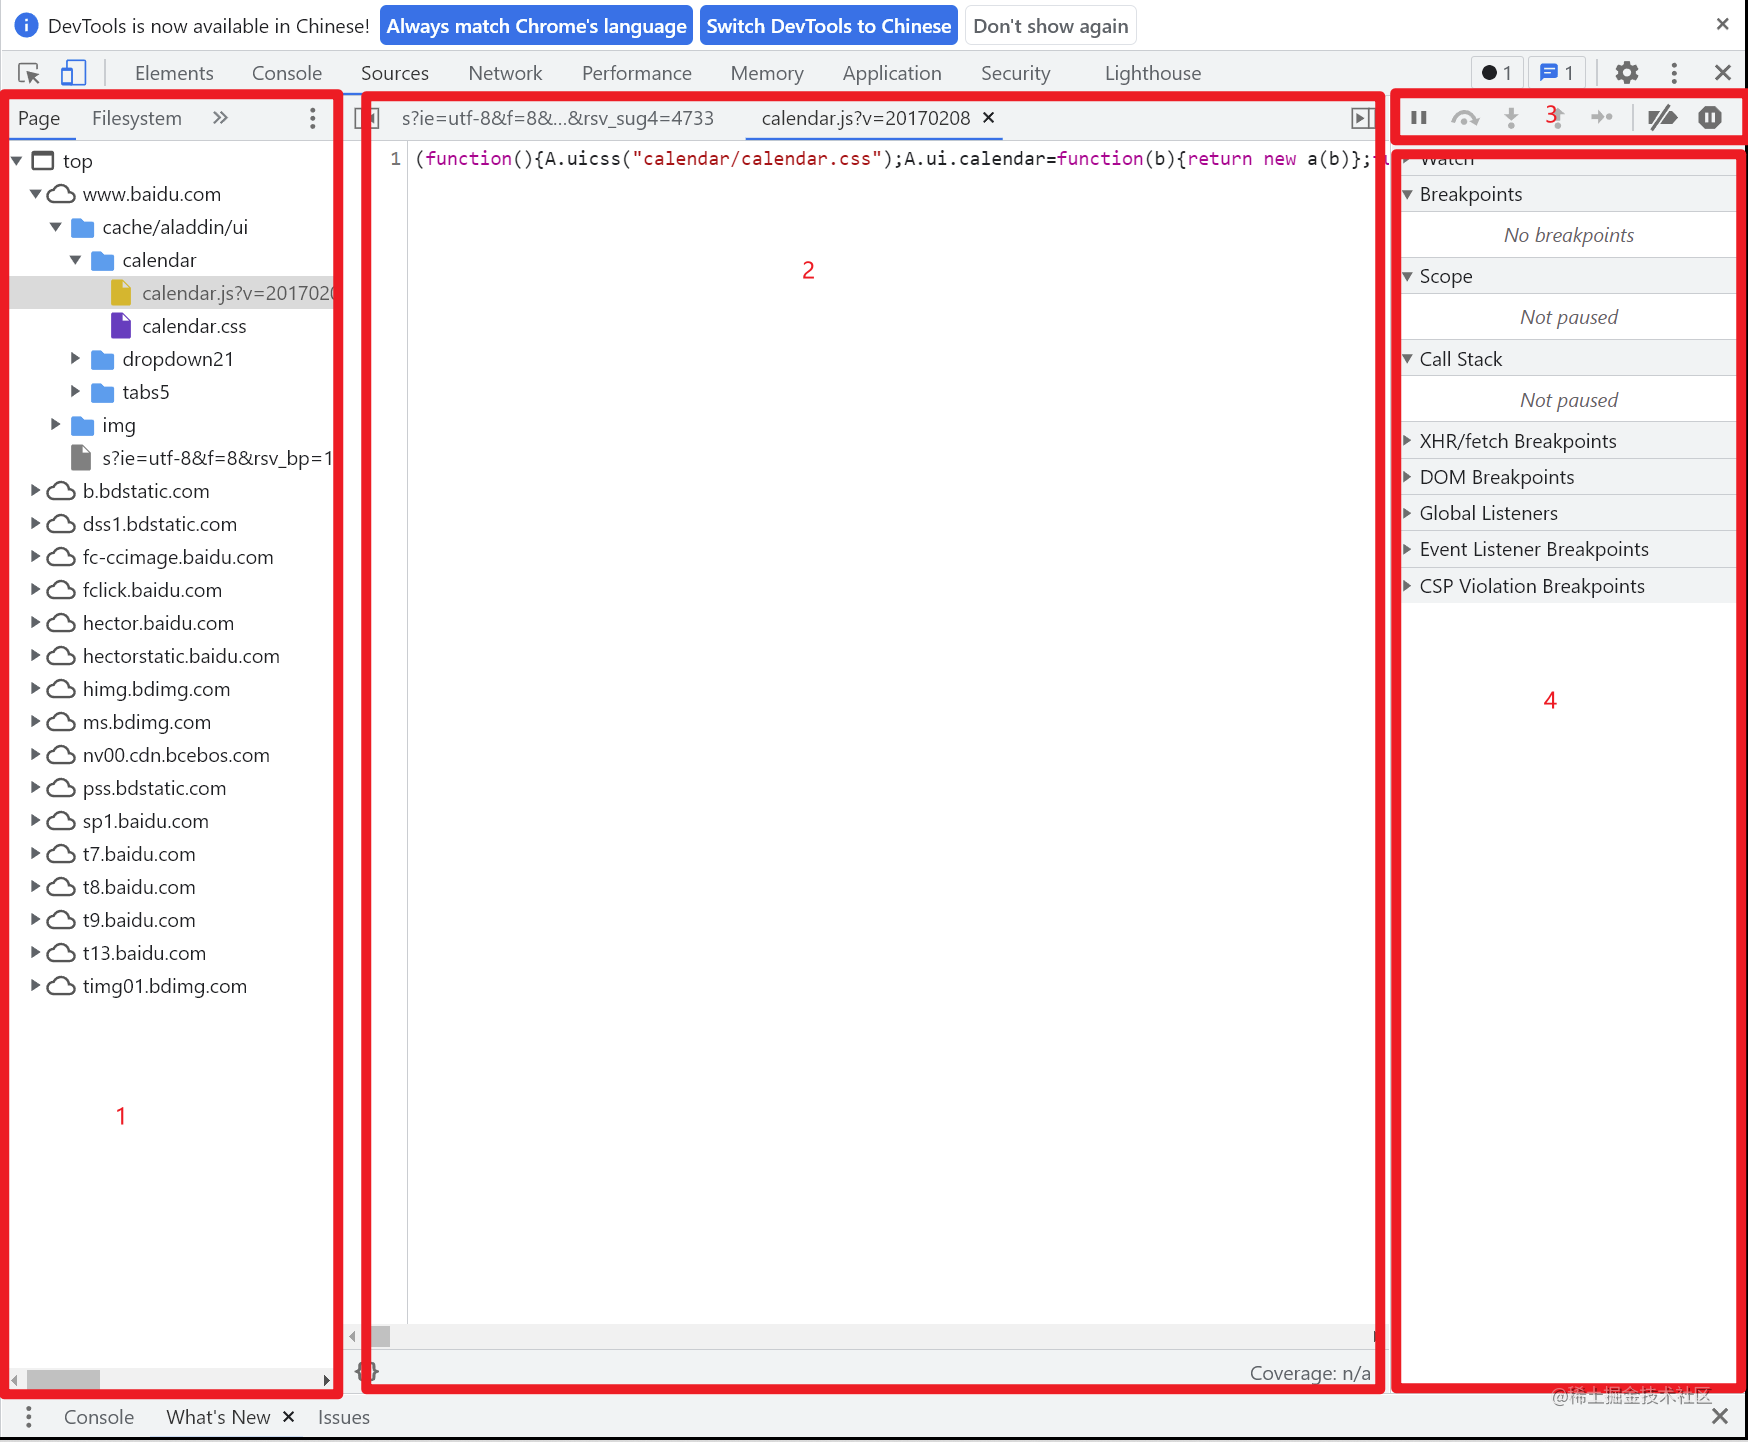 DevTools is now available in Chinese! Always match Chrome's language Switch DevTools to Chinese Don't show again
Elements Console Sources Network Performance Memory Application Security Lighthouse 1 1
Page Filesystem
top
www.baidu.com
cache/aladdin/ui
calendar
calendar.js?v=2017020
calendar.css
dropdown21
tabs5
img
s?ie=utf-8&f=8&rsv_bp=1
b.bdstatic.com
dss1.bdstatic.com
fc-ccimage.baidu.com
fclick.baidu.com
hector.baidu.com
hectorstatic.baidu.com
himg.bdimg.com
ms.bdimg.com
nv00.cdn.bcebos.com
pss.bdstatic.com
sp1.baidu.com
t7.baidu.com
t8.baidu.com
t9.baidu.com
t13.baidu.com
timg01.bdimg.com
1
s?ie=utf-8&f=8&...&rsv_sug4=4733 calendar.js?v=20170208
1 (function(){A.uicss("calendar/calendar.css");A.ui.calendar=function(b){return new a(b)};
2
{}
Coverage: n/a
3
Watch
Breakpoints
No breakpoints
Scope
Not paused
Call Stack
Not paused
XHR/fetch Breakpoints
DOM Breakpoints
Global Listeners
Event Listener Breakpoints
CSP Violation Breakpoints
4
@稀土掘金技术社区
Console What's New Issues